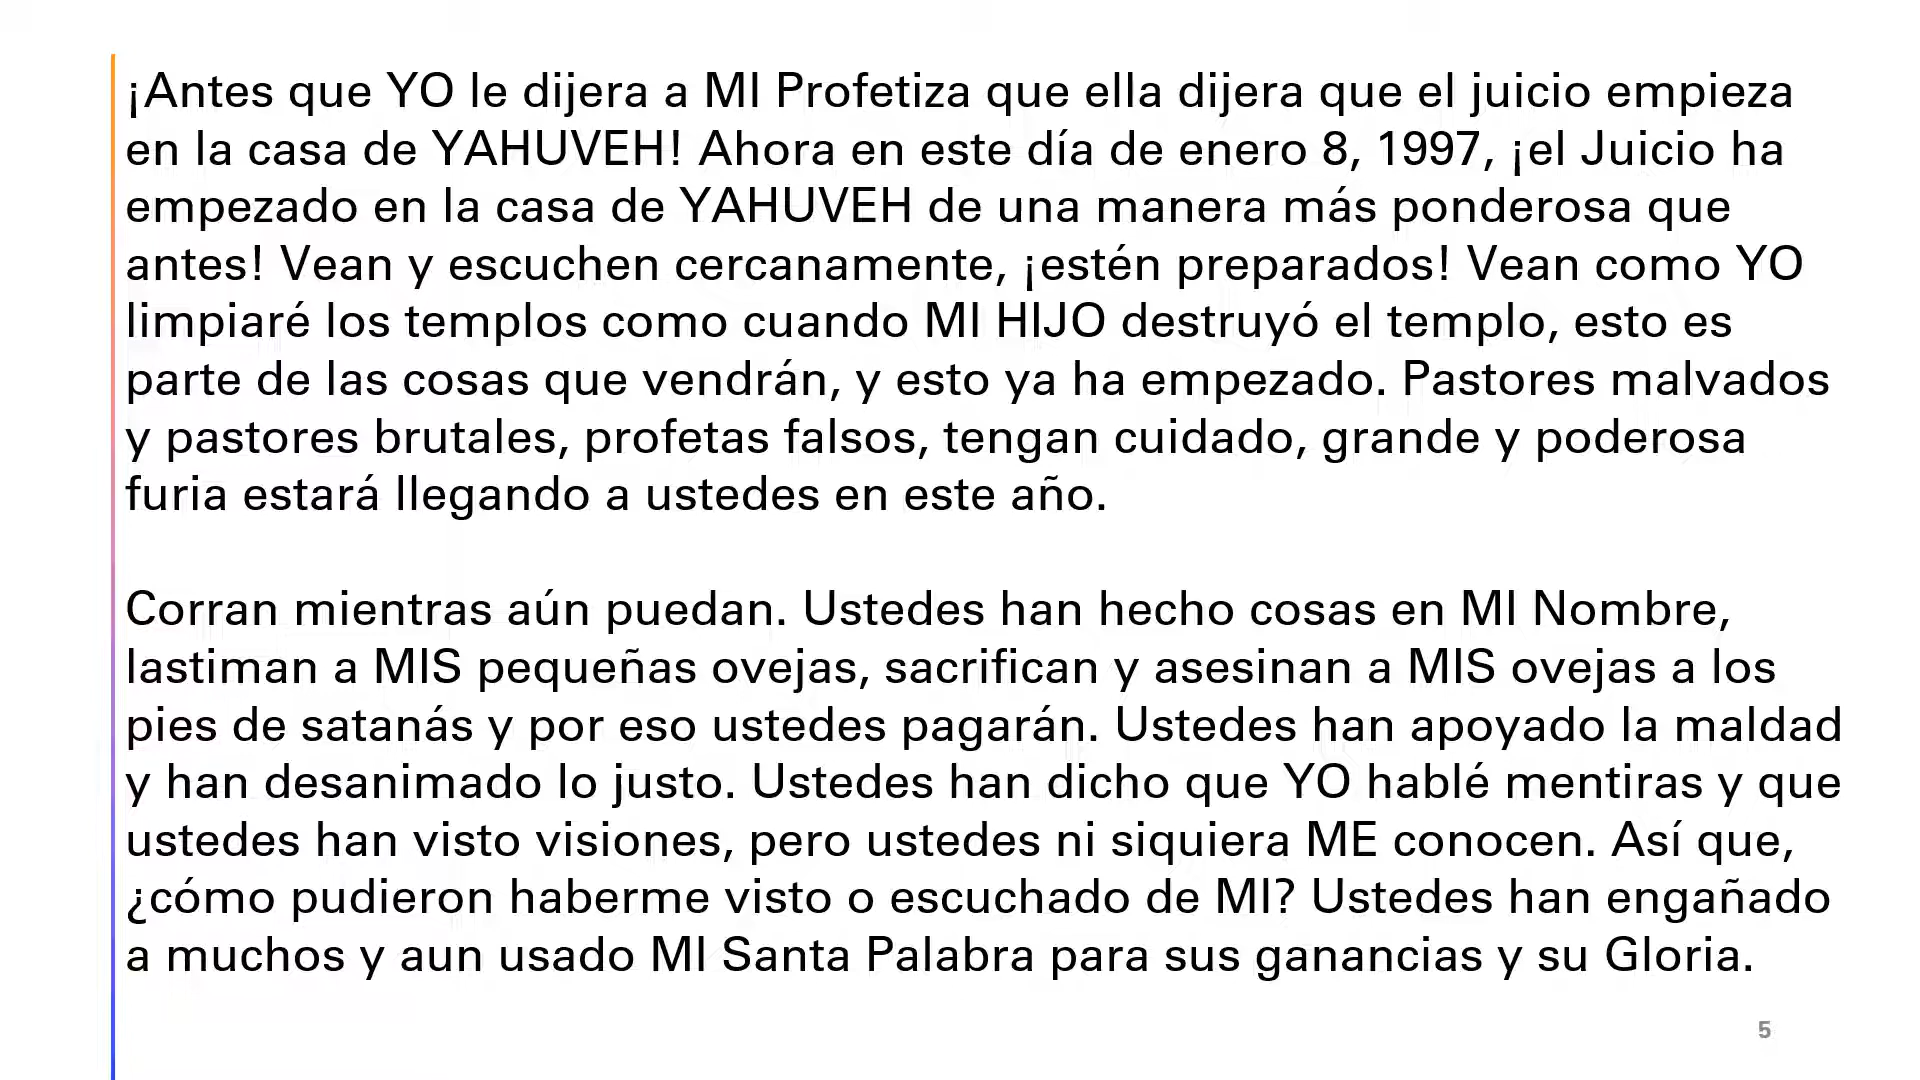 ¡Antes que YO le dijera a MI Profetiza que ella dijera que el juicio empieza
en la casa de YAHUVEH! Ahora en este día de enero 8, 1997, ¡el Juicio ha
empezado en la casa de YAHUVEH de una manera más ponderosa que
antes! Vean y escuchen cercanamente, ¡estén preparados! Vean como YO
limpiaré los templos como cuando MI HIJO destruyó el templo, esto es
parte de las cosas que vendrán, y esto ya ha empezado. Pastores malvados
y pastores brutales, profetas falsos, tengan cuidado, grande y poderosa
furia estará llegando a ustedes en este año.
Corran mientras aún puedan. Ustedes han hecho cosas en MI Nombre,
lastiman a MIS pequeñas ovejas, sacrifican y asesinan a MIS ovejas a los
pies de satanás y por eso ustedes pagarán. Ustedes han apoyado la maldad
y han desanimado lo justo. Ustedes han dicho que YO hablé mentiras y que
ustedes han visto visiones, pero ustedes ni siquiera ME conocen. Así que,
¿cómo pudieron haberme visto o escuchado de MI? Ustedes han engañado
a muchos y aun usado MI Santa Palabra para sus ganancias y su Gloria.
5